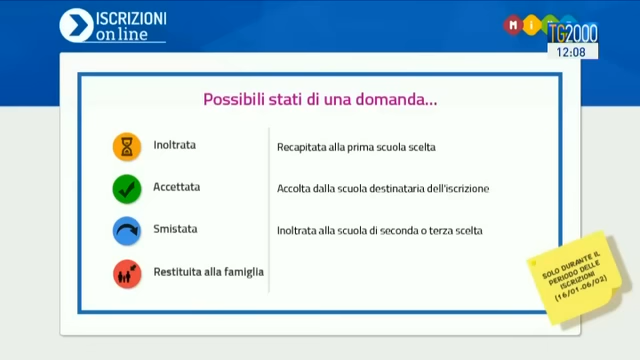 ISCRIZIONI
online
TG2000
12:08
Possibili stati di una domanda...
Inoltrata
Recapitata alla prima scuola scelta
Accettata
Accolta dalla scuola destinataria dell'iscrizione
Smistata
Inoltrata alla scuola di seconda o terza scelta
Restituita alla famiglia
SOLO DURANTE IL
PERIODO DELLE
ISCRIZIONI
(16/01-06/02)